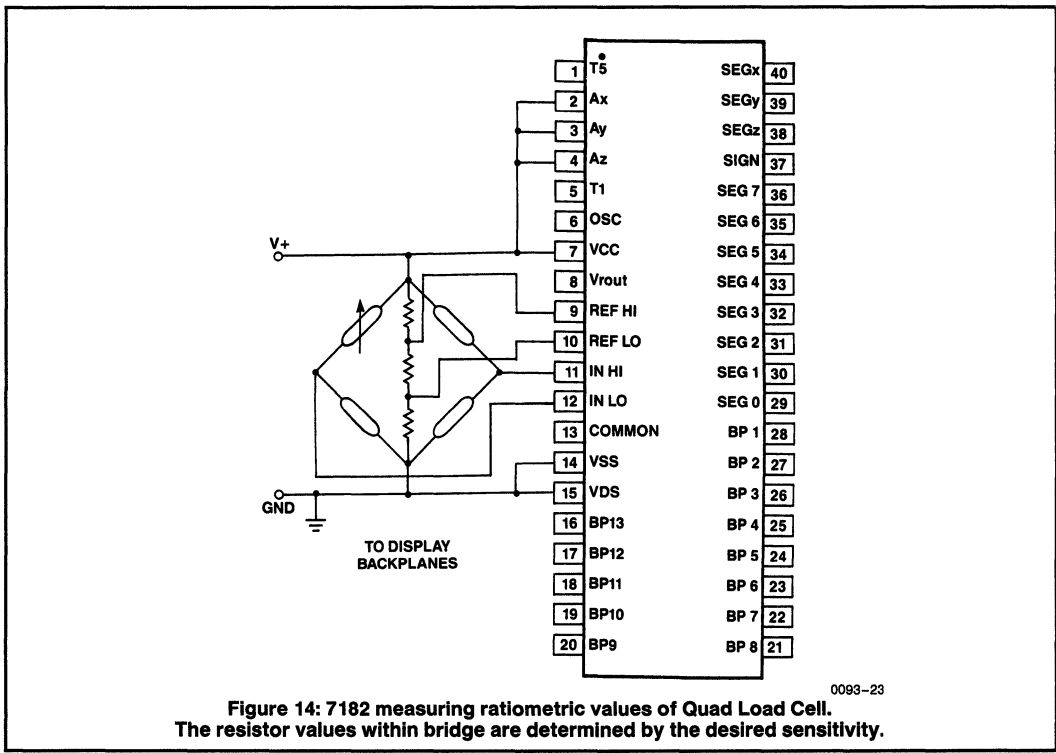 1 T5 SEGx 40
2 Ax SEGy 39
3 Ay SEGz 38
4 Az SIGN 37
5 T1 SEG 7 36
6 OSC SEG 6 35
V+ 7 VCC SEG 5 34
8 Vrout SEG 4 33
9 REF HI SEG 3 32
10 REF LO SEG 2 31
11 IN HI SEG 1 30
12 IN LO SEG 0 29
13 COMMON BP 1 28
14 VSS BP 2 27
GND 15 VDS BP 3 26
16 BP13 BP 4 25
TO DISPLAY
BACKPLANES
17 BP12 BP 5 24
18 BP11 BP 6 23
19 BP10 BP 7 22
20 BP9 BP 8 21
0093–23
Figure 14: 7182 measuring ratiometric values of Quad Load Cell.
The resistor values within bridge are determined by the desired sensitivity.